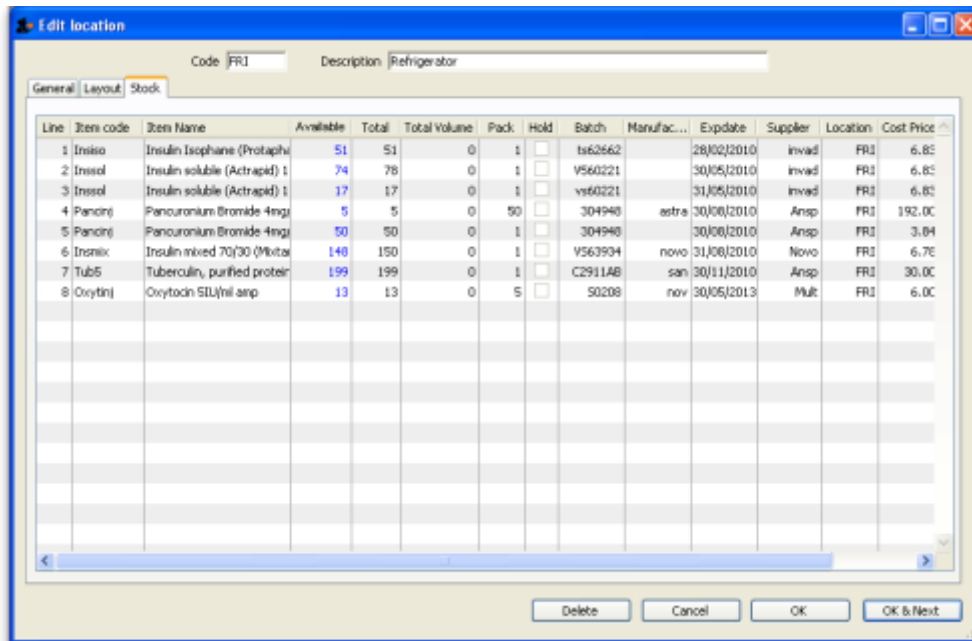 Edit location
Code FRI Description Refrigerator
General Layout Stock
Line Item code Item Name Available Total Total Volume Pack Hold Batch Manufac... Expdate Supplier Location Cost Price
1 Insiso Insulin Isophane (Protapha 51 51 0 1 ts62662 28/02/2010 invad FRI 6.83
2 Inssol Insulin soluble (Actrapid) 1 74 78 0 1 VS60221 30/05/2010 invad FRI 6.83
3 Inssol Insulin soluble (Actrapid) 1 17 17 0 1 vs60221 31/05/2010 invad FRI 6.83
4 Pancinj Pancuronium Bromide 4mg/ 5 5 0 50 304948 astra 30/08/2010 Ansp FRI 192.00
5 Pancinj Pancuronium Bromide 4mg/ 50 50 0 1 304948 30/08/2010 Ansp FRI 3.84
6 Insmix Insulin mixed 70/30 (Mixtar 148 150 0 1 VS63934 novo 31/08/2010 Novo FRI 6.78
7 Tub5 Tuberculin, purified protein 199 199 0 1 C2911AB san 30/11/2010 Ansp FRI 30.00
8 Oxytinj Oxytocin 5IU/ml amp 13 13 0 5 S0208 nov 30/05/2013 Mult FRI 6.00
Delete Cancel OK OK & Next